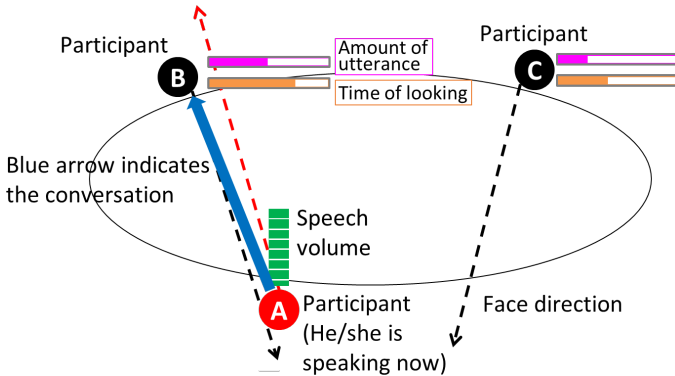 Participant
B
Amount of
utterance
Time of looking
Participant
C
Blue arrow indicates
the conversation
Speech
volume
A
Participant
(He/she is
speaking now)
Face direction